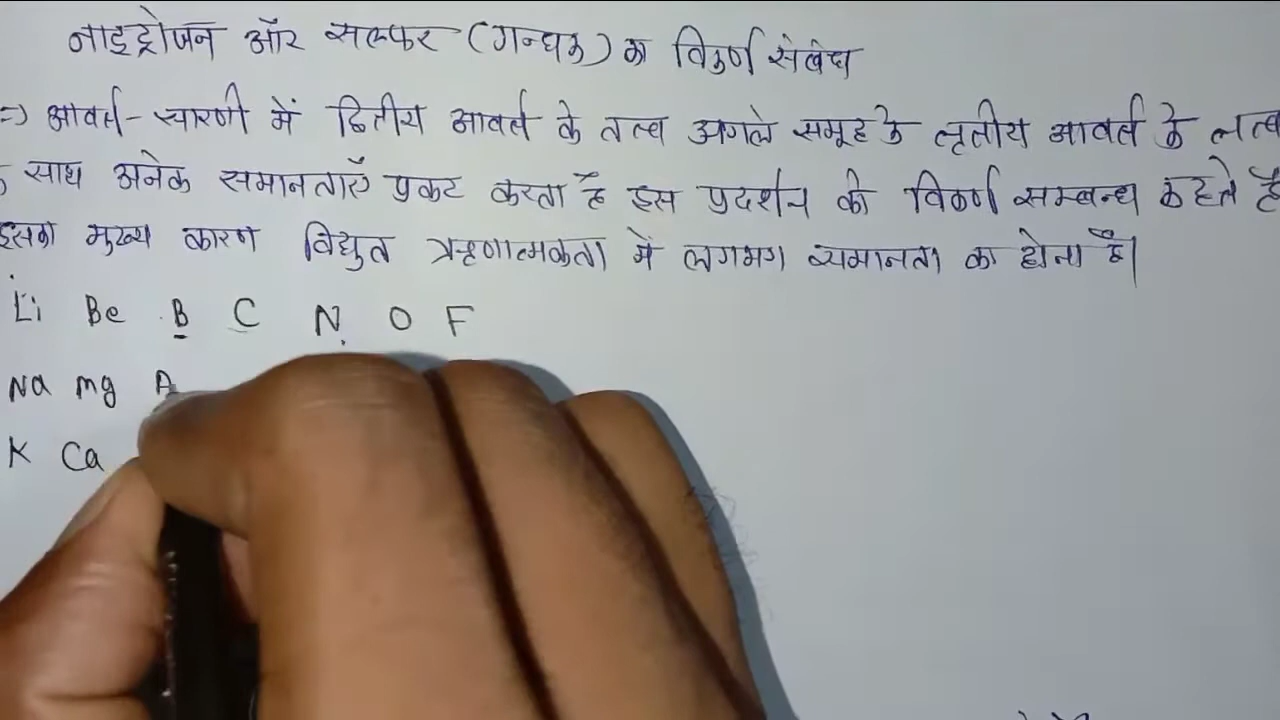 नाइट्रोजन और सल्फर (गन्धक) का विकर्ण संबंध
=) आवर्त-सारणी में द्वितीय आवर्त के तत्व अगले समूह के तृतीय आवर्त के तत्व
के साथ अनेक समानताएँ प्रकट करता है इस प्रदर्शन को विकर्ण सम्बन्ध कहते हैं
इसका मुख्य कारण विद्युत ऋणात्मकता में लगभग समानता का होना है।
Li Be B C N O F
Na mg A
K Ca